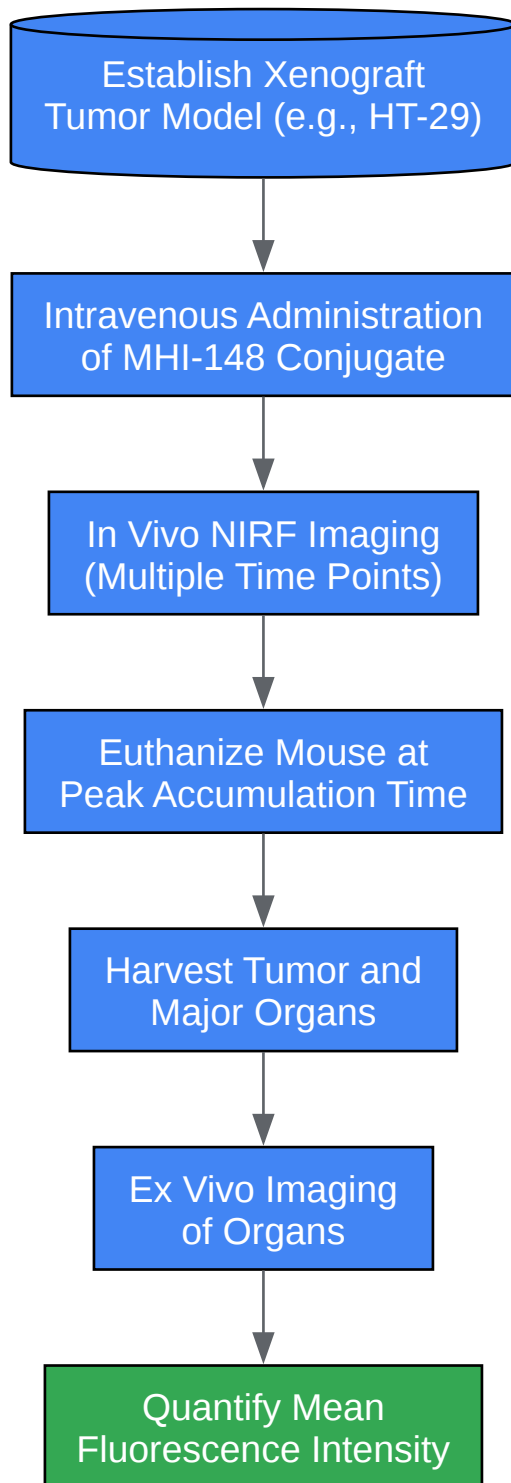 Establish Xenograft
Tumor Model (e.g., HT-29)
Intravenous Administration
of MHI-148 Conjugate
In Vivo NIRF Imaging
(Multiple Time Points)
Euthanize Mouse at
Peak Accumulation Time
Harvest Tumor and
Major Organs
Ex Vivo Imaging
of Organs
Quantify Mean
Fluorescence Intensity